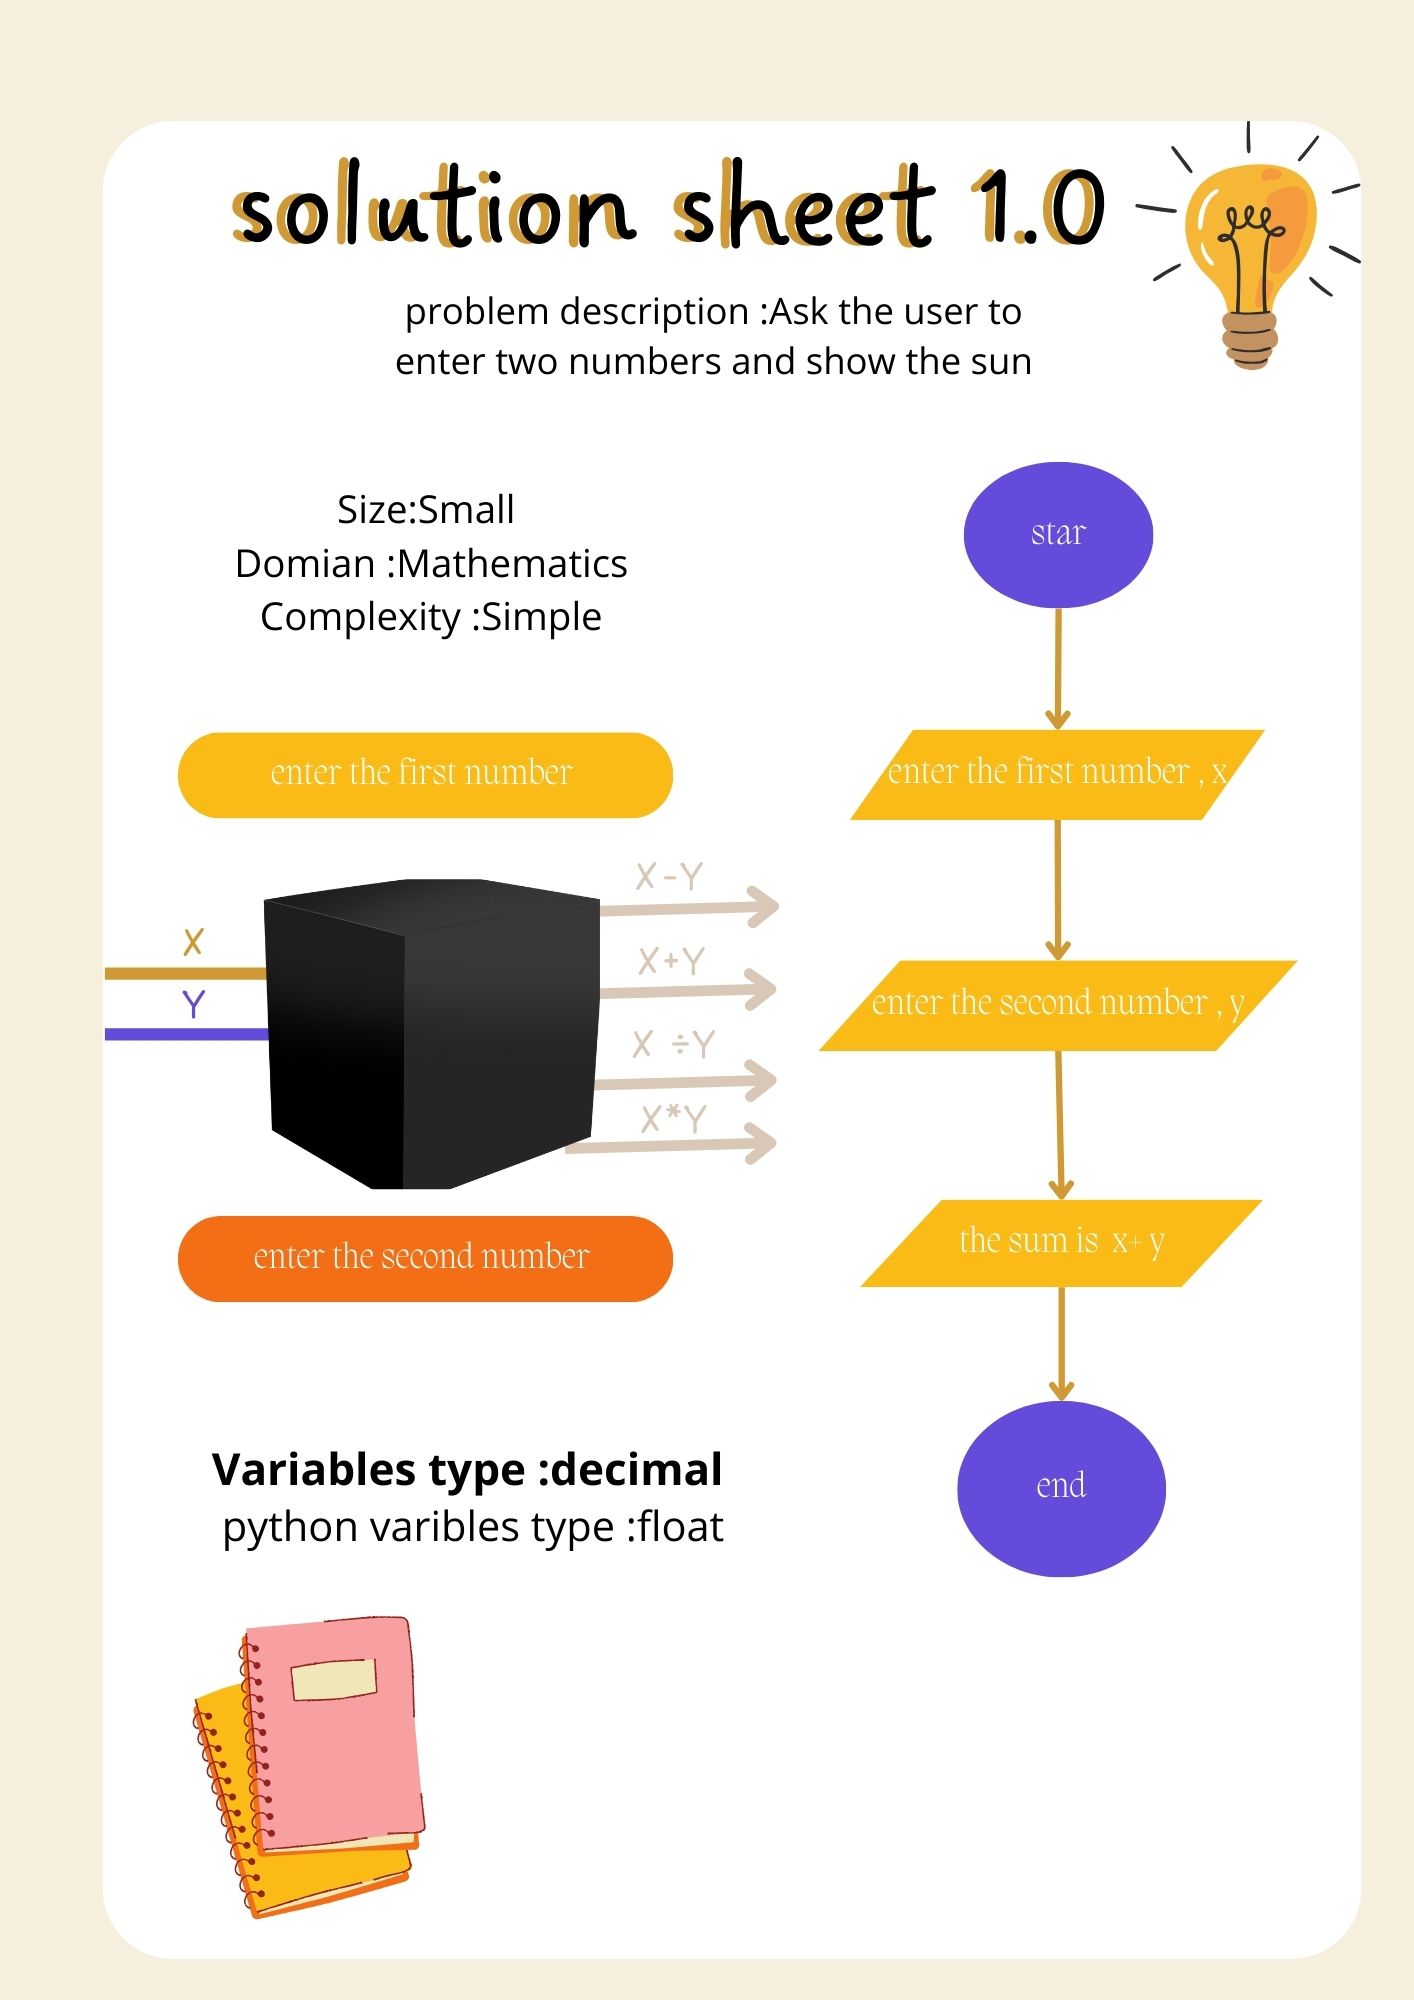 solution sheet 1.0
problem description :Ask the user to
enter two numbers and show the sun
Size:Small
Domian :Mathematics
Complexity :Simple
enter the first number
X
Y
X-Y
X+Y
X ÷Y
X*Y
enter the second number
Variables type :decimal
python varibles type :float
star
enter the first number , x
enter the second number , y
the sum is x+ y
end